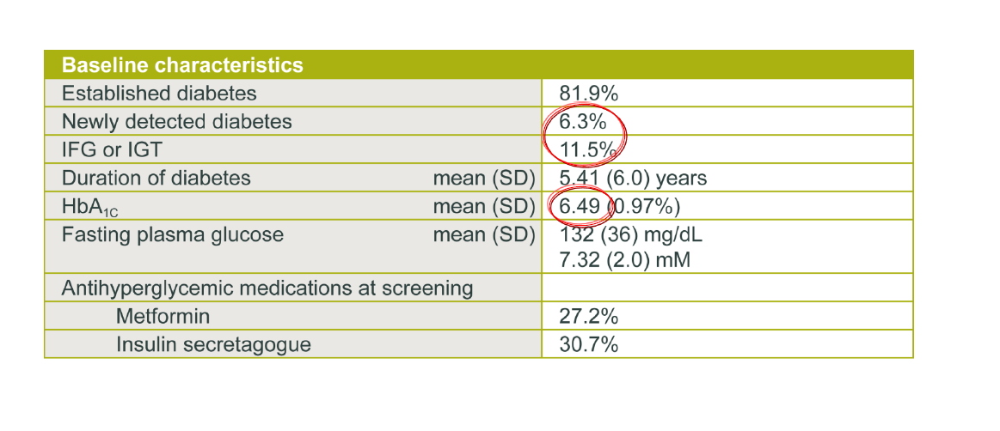 Baseline characteristics
Established diabetes 81.9%
Newly detected diabetes 6.3%
IFG or IGT 11.5%
Duration of diabetes mean (SD) 5.41 (6.0) years
HbA1C mean (SD) 6.49 (0.97%)
Fasting plasma glucose mean (SD) 132 (36) mg/dL
7.32 (2.0) mM
Antihyperglycemic medications at screening
Metformin 27.2%
Insulin secretagogue 30.7%